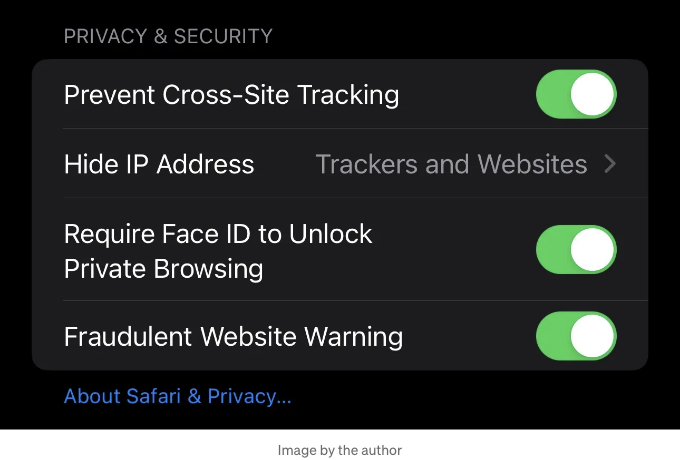 PRIVACY & SECURITY
Prevent Cross-Site Tracking
Hide IP Address Trackers and Websites
Require Face ID to Unlock
Private Browsing
Fraudulent Website Warning
About Safari & Privacy...
Image by the author